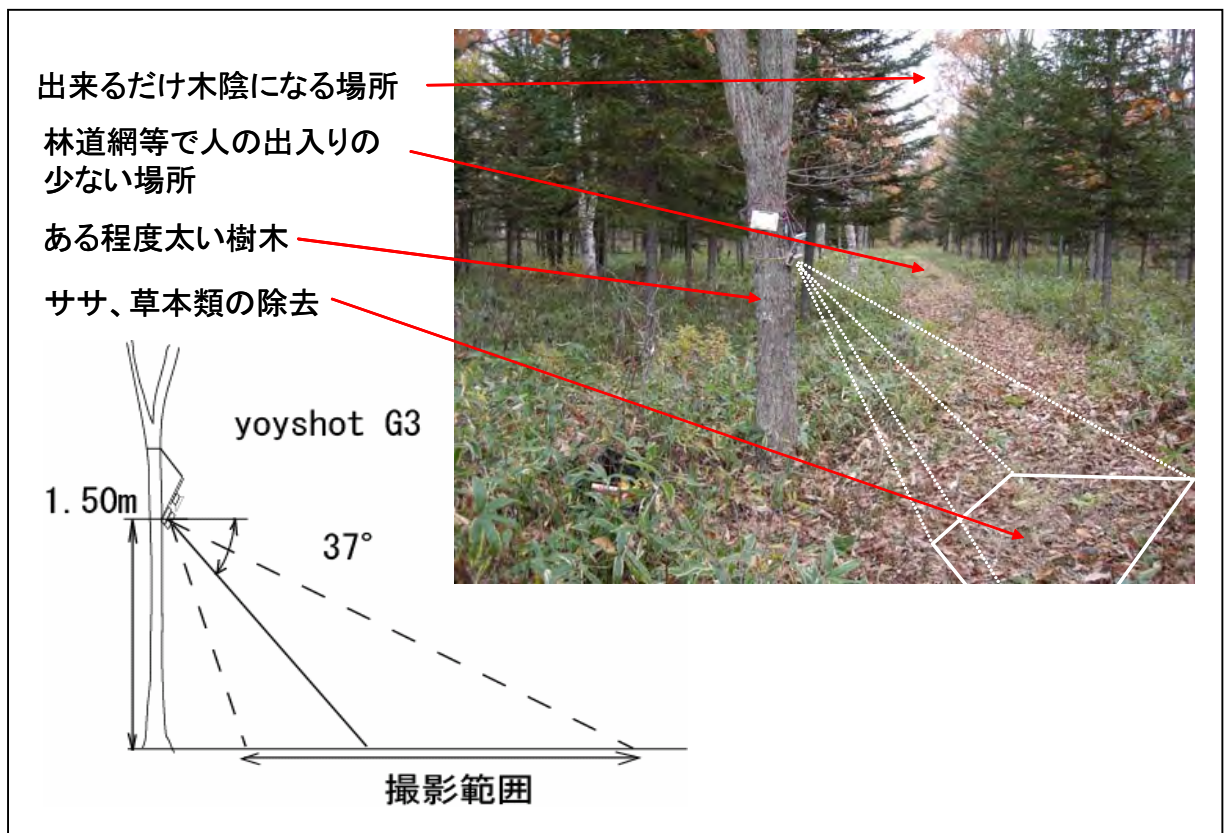 出来るだけ木陰になる場所
林道網等で人の出入りの
少ない場所
ある程度太い樹木
ササ、草本類の除去
yoyshot G3
1.50m
37°
撮影範囲